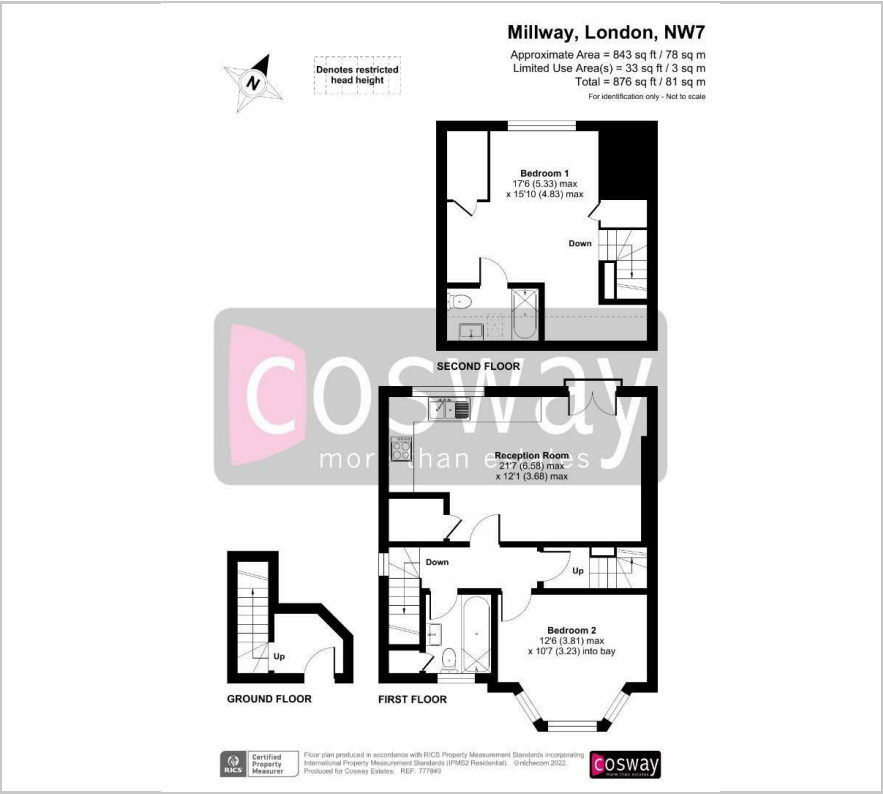 Millway, London, NW7
Approximate Area = 843 sq ft / 78 sq m
Limited Use Area(s) = 33 sq ft / 3 sq m
Total = 876 sq ft / 81 sq m
For identification only - Not to scale
N
Denotes restricted
head height
Bedroom 1
17'6 (5.33) max
x 15'10 (4.83) max
Down
SECOND FLOOR
cosway
more than estates
Reception Room
21'7 (6.58) max
x 12'1 (3.68) max
Down
Up
Bedroom 2
12'6 (3.81) max
x 10'7 (3.23) into bay
Up
GROUND FLOOR
FIRST FLOOR
RICS
Certified
Property
Measurer
Floor plan produced in accordance with RICS Property Measurement Standards incorporating
International Property Measurement Standards (IPMS2 Residential). ©nichecom 2022.
Produced for Cosway Estates. REF: 777849
cosway
more than estates